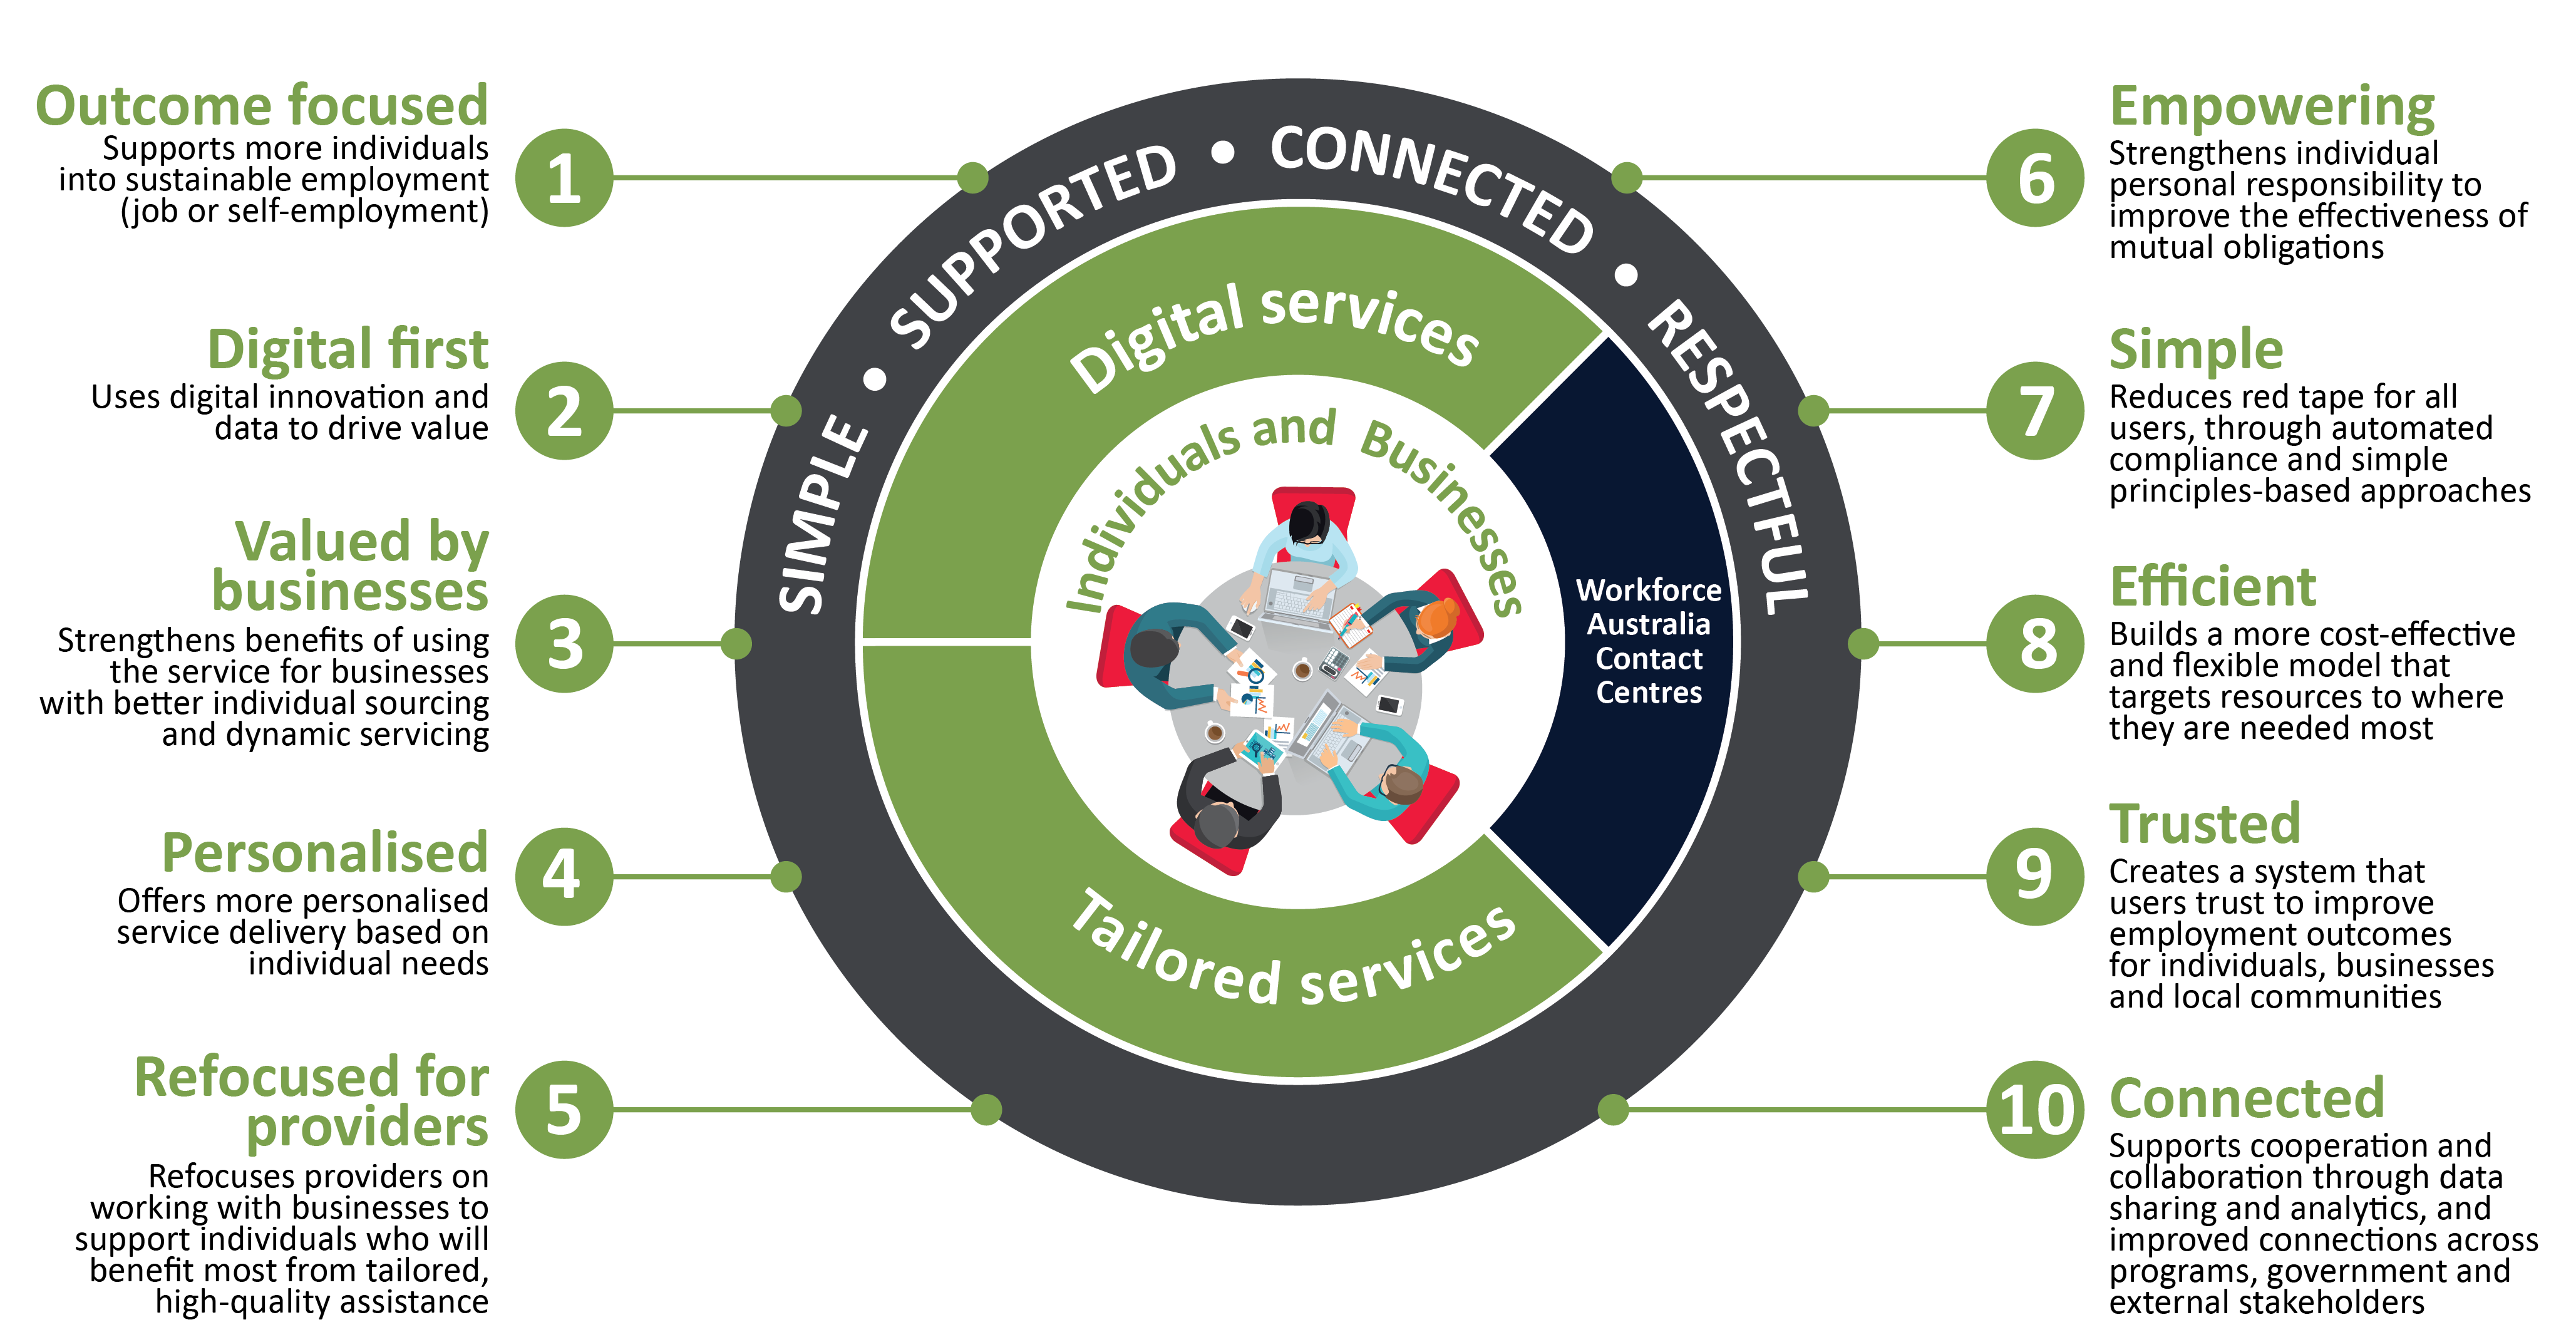 Outcome focused
Supports more individuals
into sustainable employment
(job or self-employment)
1
Digital first
Uses digital innovation and
data to drive value
2
Valued by
businesses
Strengthens benefits of using
the service for businesses
with better individual sourcing
and dynamic servicing
3
Personalised
Offers more personalised
service delivery based on
individual needs
4
Refocused for
providers
Refocuses providers on
working with businesses to
support individuals who will
benefit most from tailored,
high-quality assistance
5
SIMPLE • SUPPORTED • CONNECTED • RESPECTFUL
Digital services
Individuals and Businesses
Workforce
Australia
Contact
Centres
Tailored services
6
Empowering
Strengthens individual
personal responsibility to
improve the effectiveness of
mutual obligations
7
Simple
Reduces red tape for all
users, through automated
compliance and simple
principles-based approaches
8
Efficient
Builds a more cost-effective
and flexible model that
targets resources to where
they are needed most
9
Trusted
Creates a system that
users trust to improve
employment outcomes
for individuals, businesses
and local communities
10
Connected
Supports cooperation and
collaboration through data
sharing and analytics, and
improved connections across
programs, government and
external stakeholders